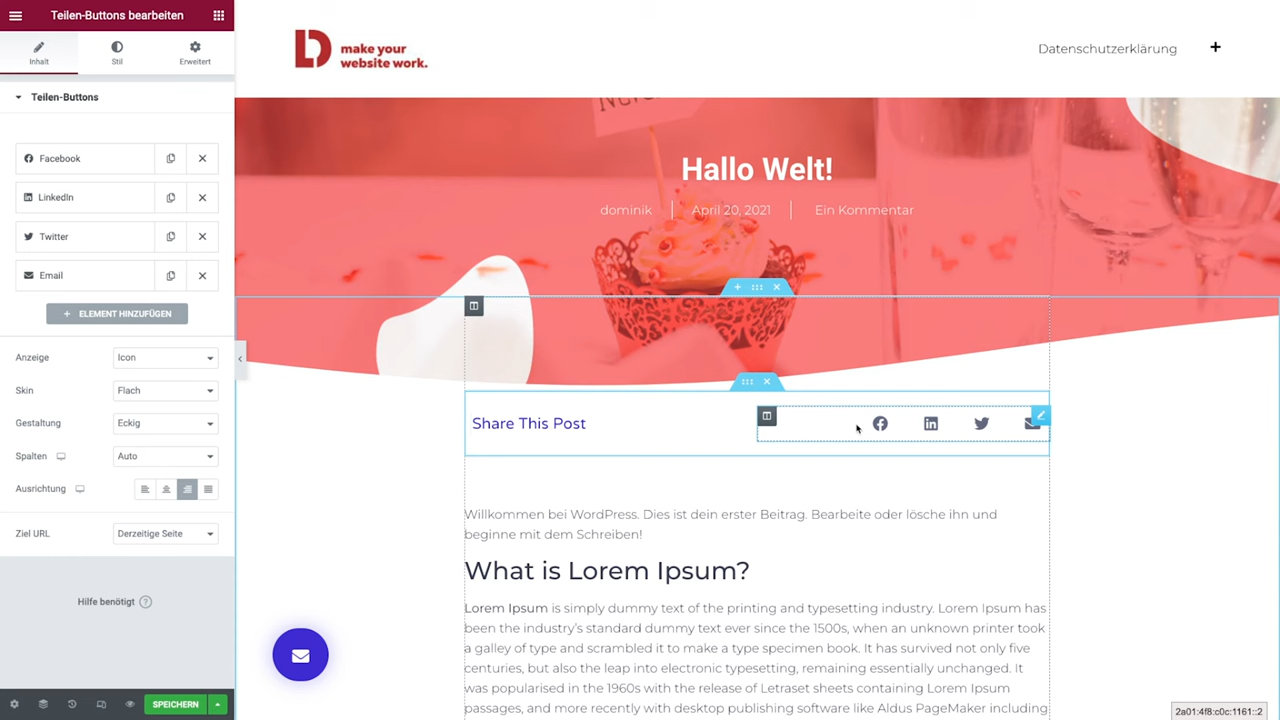 Teilen-Buttons bearbeiten
Inhalt
Stil
Erweitert
Teilen-Buttons
Facebook
LinkedIn
Twitter
Email
ELEMENT HINZUFÜGEN
Anzeige
Icon
Skin
Flach
Gestaltung
Eckig
Spalten
Auto
Ausrichtung
Ziel URL
Derzeitige Seite
Hilfe benötigt
SPEICHERN
make your
website work.
Datenschutzerklärung
Hallo Welt!
dominik
April 20, 2021
Ein Kommentar
Share This Post
Willkommen bei WordPress. Dies ist dein erster Beitrag. Bearbeite oder lösche ihn und
beginne mit dem Schreiben!
What is Lorem Ipsum?
Lorem Ipsum is simply dummy text of the printing and typesetting industry. Lorem Ipsum has
been the industry's standard dummy text ever since the 1500s, when an unknown printer took
a galley of type and scrambled it to make a type specimen book. It has survived not only five
centuries, but also the leap into electronic typesetting, remaining essentially unchanged. It
was popularised in the 1960s with the release of Letraset sheets containing Lorem Ipsum
passages, and more recently with desktop publishing software like Aldus PageMaker including
2a01:4f8:c0c:1161::2